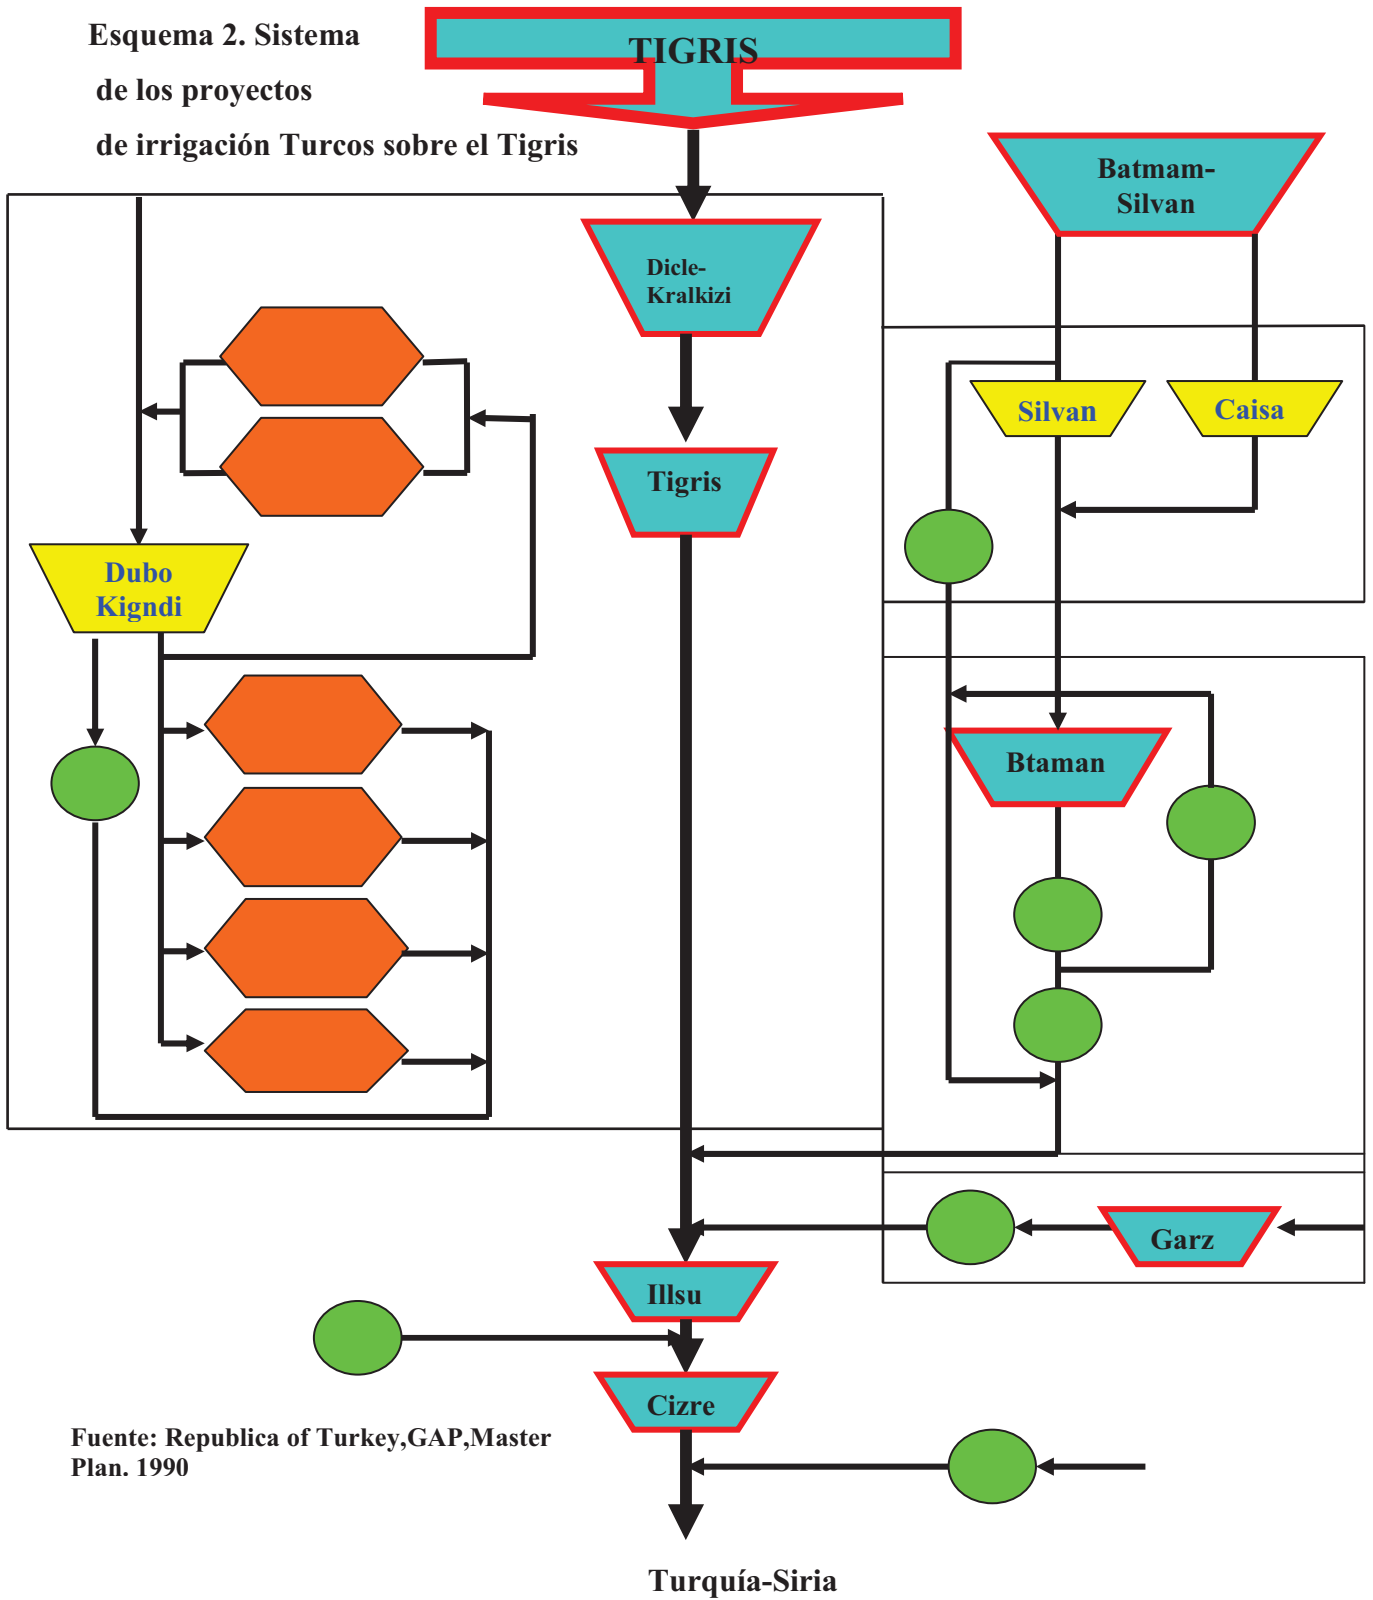 Esquema 2. Sistema
de los proyectos
de irrigación Turcos sobre el Tigris
TIGRIS
Batmam-
Silvan
Dicle-
Kralkizi
Silvan
Caisa
Tigris
Dubo
Kigndi
Btaman
Garz
Illsu
Cizre
Fuente: Republica of Turkey,GAP,Master
Plan. 1990
Turquía-Siria